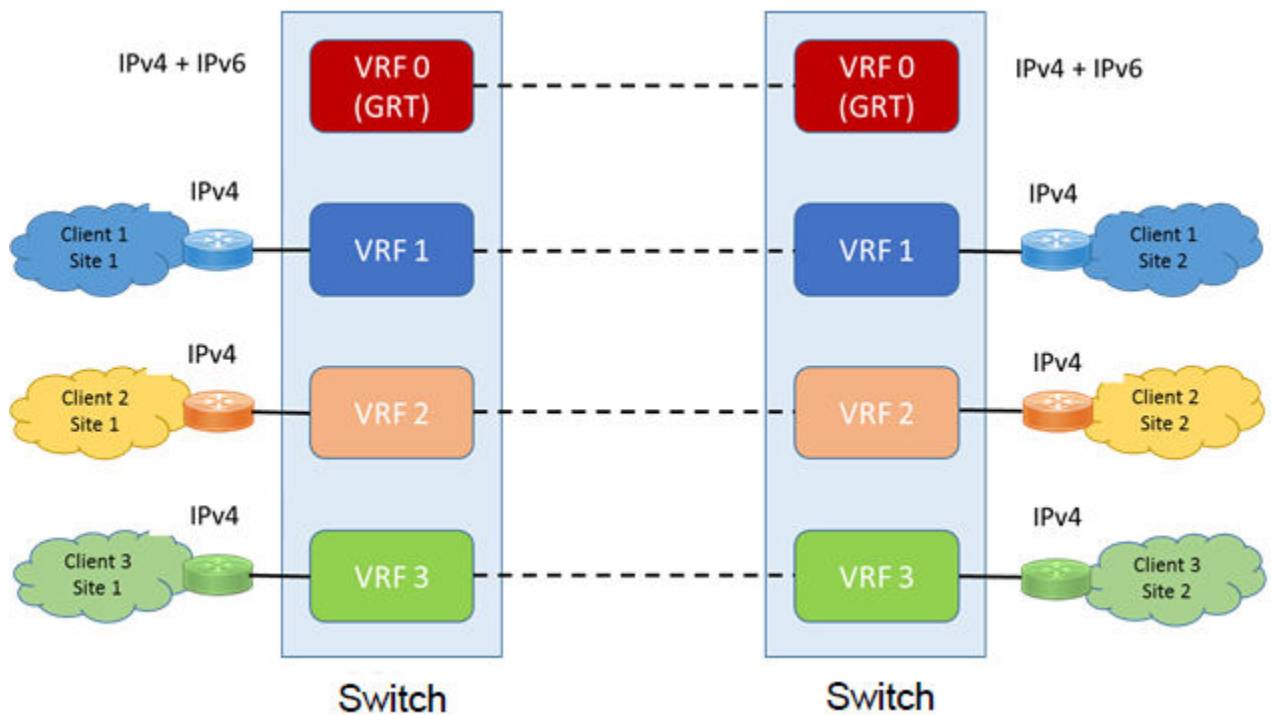 IPv4 + IPv6
VRF 0
(GRT)
VRF 0
(GRT)
IPv4 + IPv6
IPv4
Client 1
Site 1
VRF 1
VRF 1
IPv4
Client 1
Site 2
IPv4
Client 2
Site 1
VRF 2
VRF 2
IPv4
Client 2
Site 2
IPv4
Client 3
Site 1
VRF 3
VRF 3
IPv4
Client 3
Site 2
Switch
Switch